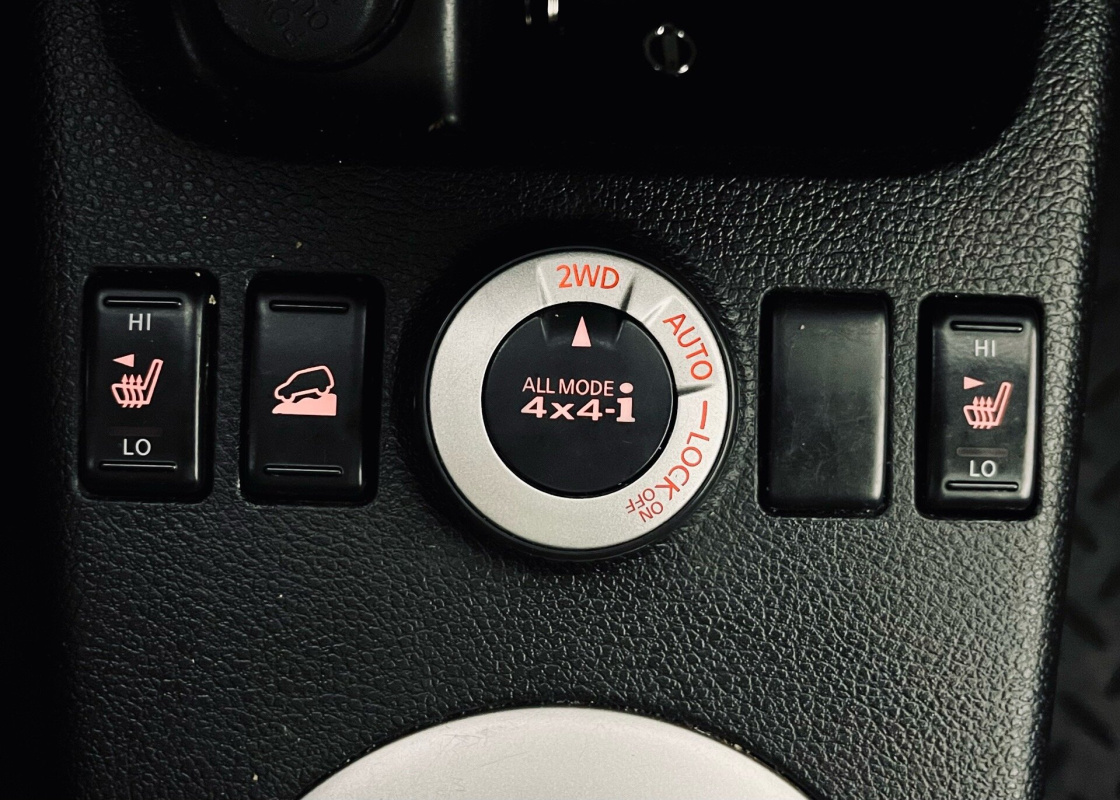 HI
LO
2WD
AUTO
LOCK
ON
OFF
ALL MODE
4x4-i
HI
LO